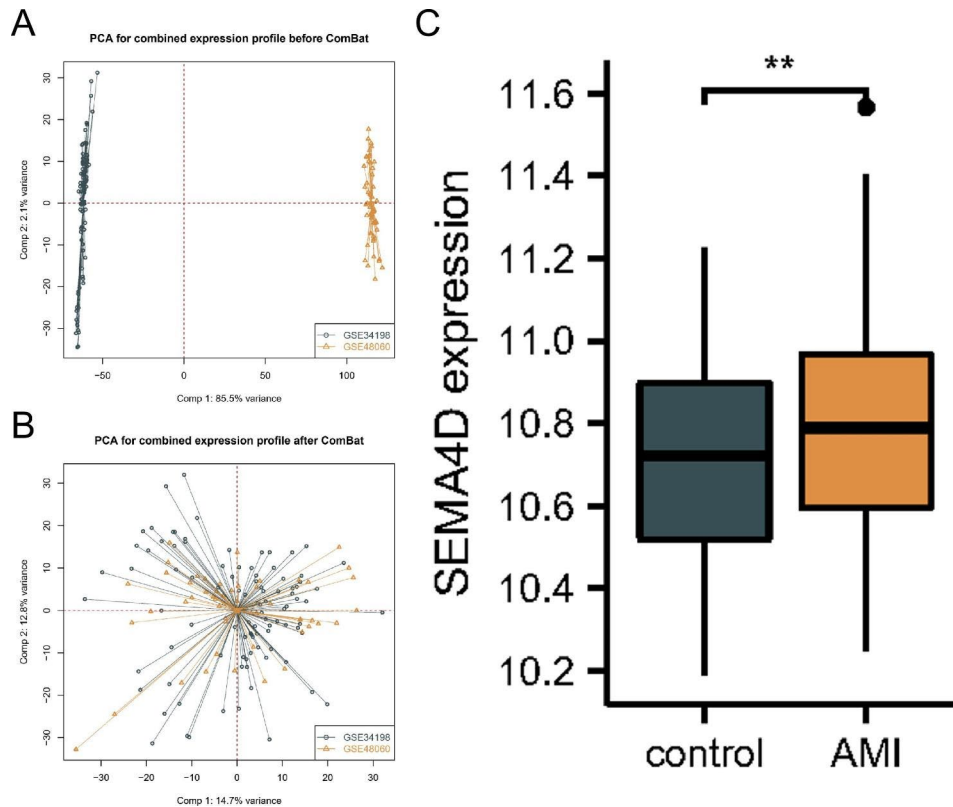 A
PCA for combined expression profile before ComBat
Comp 2: 2.1% variance
30
20
10
0
−10
−20
−30
GSE34198
GSE48060
−50
0
50
100
Comp 1: 85.5% variance
B
PCA for combined expression profile after ComBat
Comp 2: 12.8% variance
30
20
10
0
−10
−20
−30
GSE34198
GSE48060
−30
−20
−10
0
10
20
30
Comp 1: 14.7% variance
C
**
SEMA4D expression
11.6
11.4
11.2
11.0
10.8
10.6
10.4
10.2
control
AMI